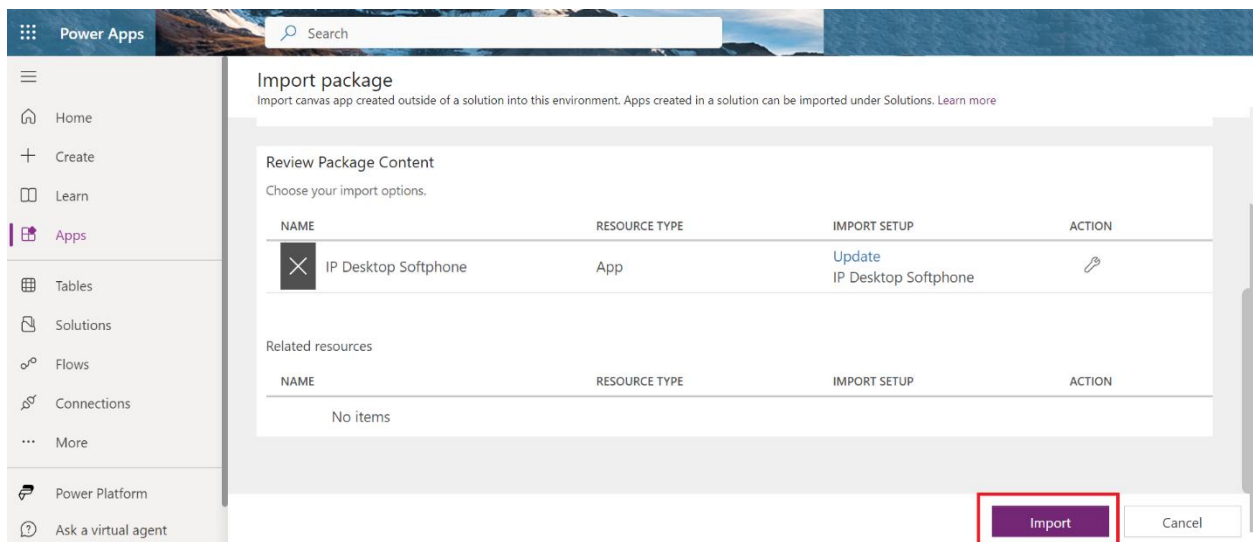 Power Apps
Search
Home
Create
Learn
Apps
Tables
Solutions
Flows
Connections
More
Power Platform
Ask a virtual agent
Import package
Import canvas app created outside of a solution into this environment. Apps created in a solution can be imported under Solutions. Learn more
Review Package Content
Choose your import options.
NAME RESOURCE TYPE IMPORT SETUP ACTION
IP Desktop Softphone App Update
IP Desktop Softphone
Related resources
NAME RESOURCE TYPE IMPORT SETUP ACTION
No items
Import Cancel